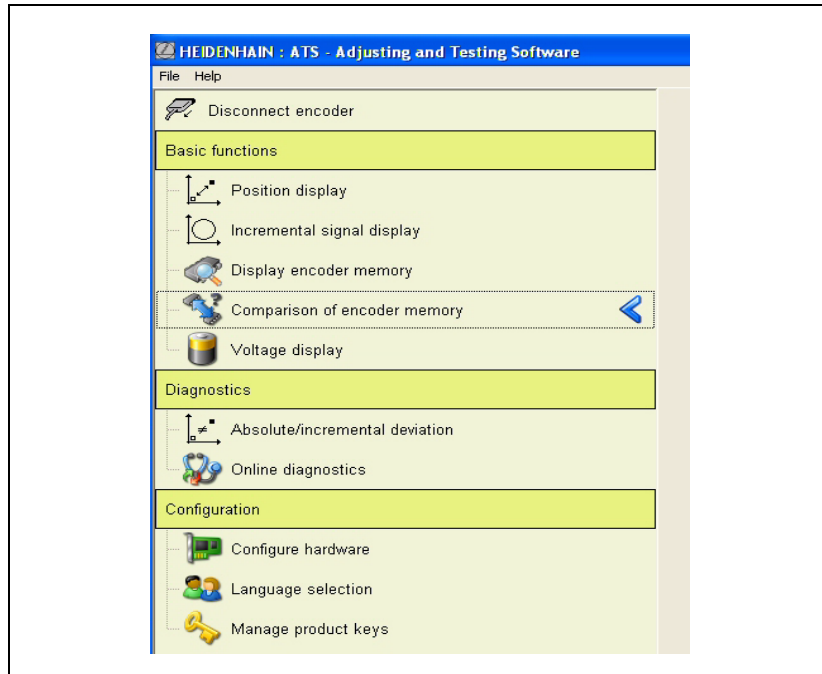 HEIDENHAIN : ATS - Adjusting and Testing Software
File Help
Disconnect encoder
Basic functions
Position display
Incremental signal display
Display encoder memory
Comparison of encoder memory
Voltage display
Diagnostics
Absolute/incremental deviation
Online diagnostics
Configuration
Configure hardware
Language selection
Manage product keys